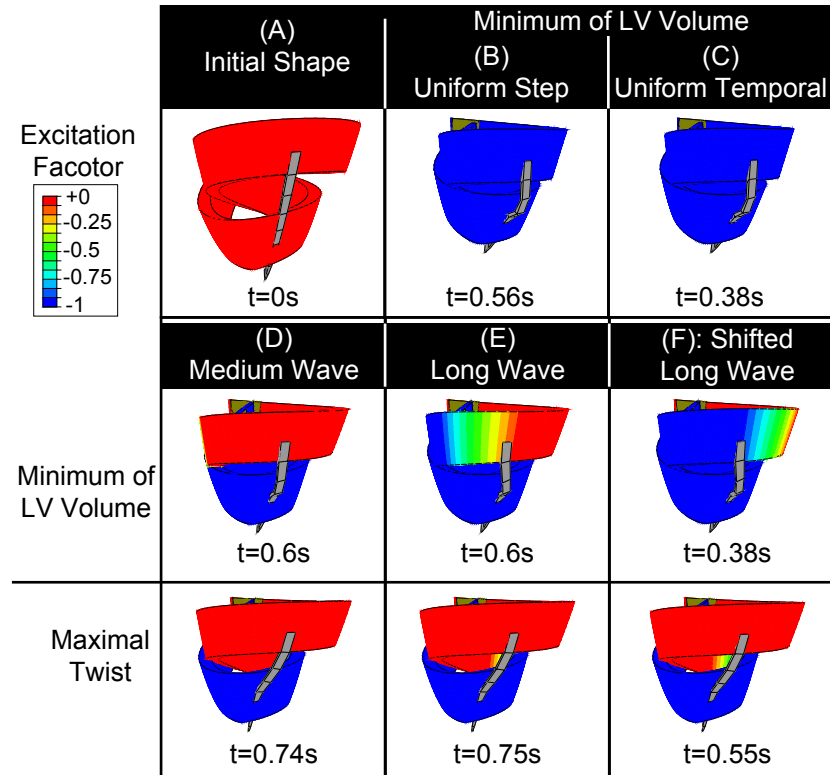 Minimum of LV Volume
(A)
Initial Shape
(B)
Uniform Step
(C)
Uniform Temporal
Excitation
Facotor
+0
-0.25
-0.5
-0.75
-1
t=0s
t=0.56s
t=0.38s
(D)
Medium Wave
(E)
Long Wave
(F): Shifted
Long Wave
Minimum of
LV Volume
t=0.6s
t=0.6s
t=0.38s
Maximal
Twist
t=0.74s
t=0.75s
t=0.55s